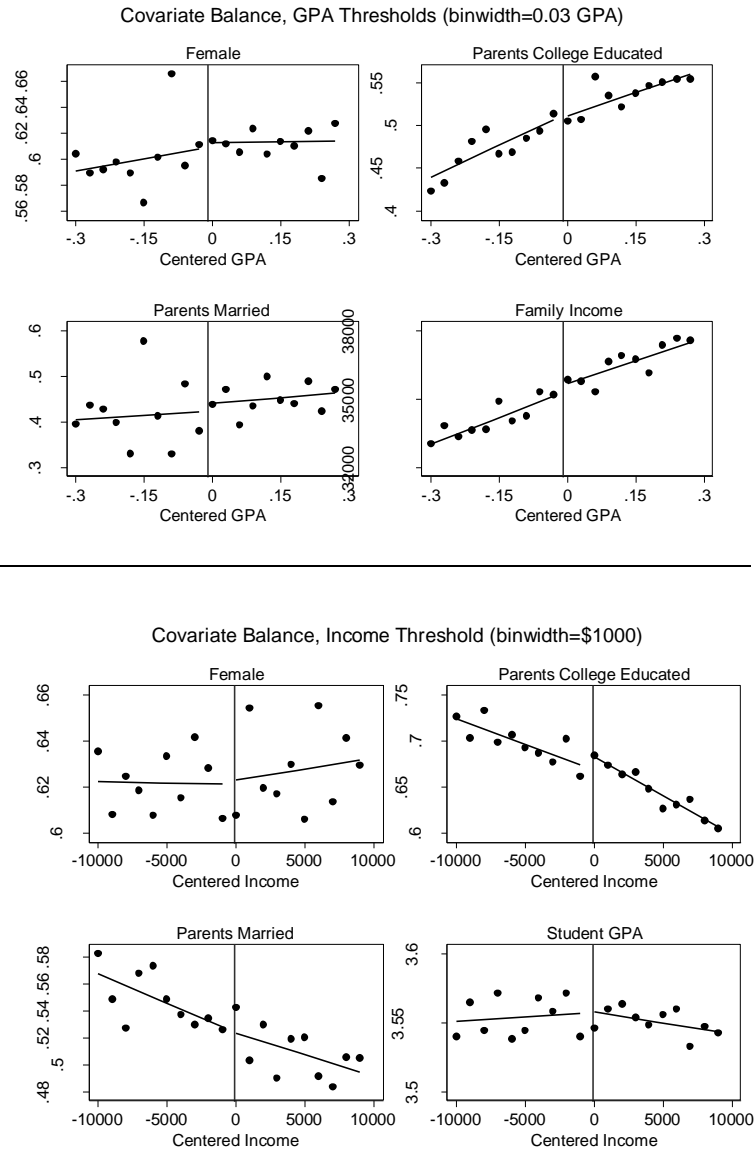 Covariate Balance, GPA Thresholds (binwidth=0.03 GPA)
Female
.56 .58 .6 .62 .64 .66
-.3 -.15 0 .15 .3
Centered GPA
Parents College Educated
.4 .45 .5 .55
-.3 -.15 0 .15 .3
Centered GPA
Parents Married
.3 .4 .5 .6
-.3 -.15 0 .15 .3
Centered GPA
Family Income
32000 35000 38000
-.3 -.15 0 .15 .3
Centered GPA
Covariate Balance, Income Threshold (binwidth=$1000)
Female
.6 .62 .64 .66
-10000 -5000 0 5000 10000
Centered Income
Parents College Educated
.6 .65 .7 .75
-10000 -5000 0 5000 10000
Centered Income
Parents Married
.48 .5 .52 .54 .56 .58
-10000 -5000 0 5000 10000
Centered Income
Student GPA
3.5 3.55 3.6
-10000 -5000 0 5000 10000
Centered Income